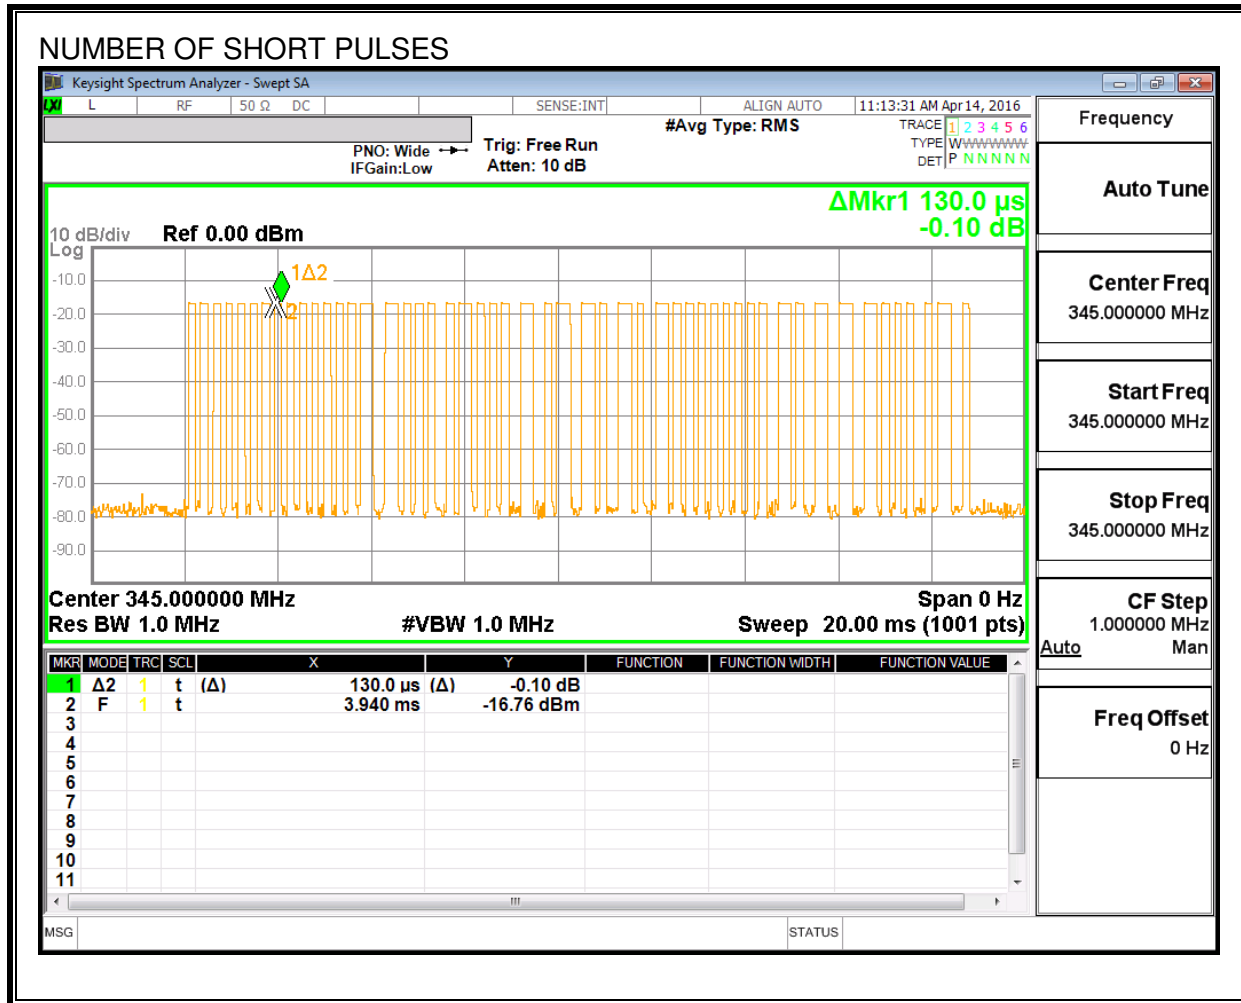 NUMBER OF SHORT PULSES
Keysight Spectrum Analyzer - Swept SA
LXI L RF 50 Ω DC SENSE:INT ALIGN AUTO 11:13:31 AM Apr 14, 2016
#Avg Type: RMS
TRACE 1 2 3 4 5 6
TYPE WWWWWWW
DET P N N N N N
PNO: Wide
IFGain:Low
Trig: Free Run
Atten: 10 dB
ΔMkr1 130.0 µs
-0.10 dB
10 dB/div Ref 0.00 dBm
Log
-10.0
-20.0
-30.0
-40.0
-50.0
-60.0
-70.0
-80.0
-90.0
1Δ2
2
Center 345.000000 MHz Span 0 Hz
Res BW 1.0 MHz #VBW 1.0 MHz Sweep 20.00 ms (1001 pts)
MKR MODE TRC SCL X Y FUNCTION FUNCTION WIDTH FUNCTION VALUE
1 Δ2 1 t (Δ) 130.0 µs (Δ) -0.10 dB
2 F 1 t 3.940 ms -16.76 dBm
3
4
5
6
7
8
9
10
11
MSG STATUS
Frequency
Auto Tune
Center Freq
345.000000 MHz
Start Freq
345.000000 MHz
Stop Freq
345.000000 MHz
CF Step
1.000000 MHz
Auto Man
Freq Offset
0 Hz